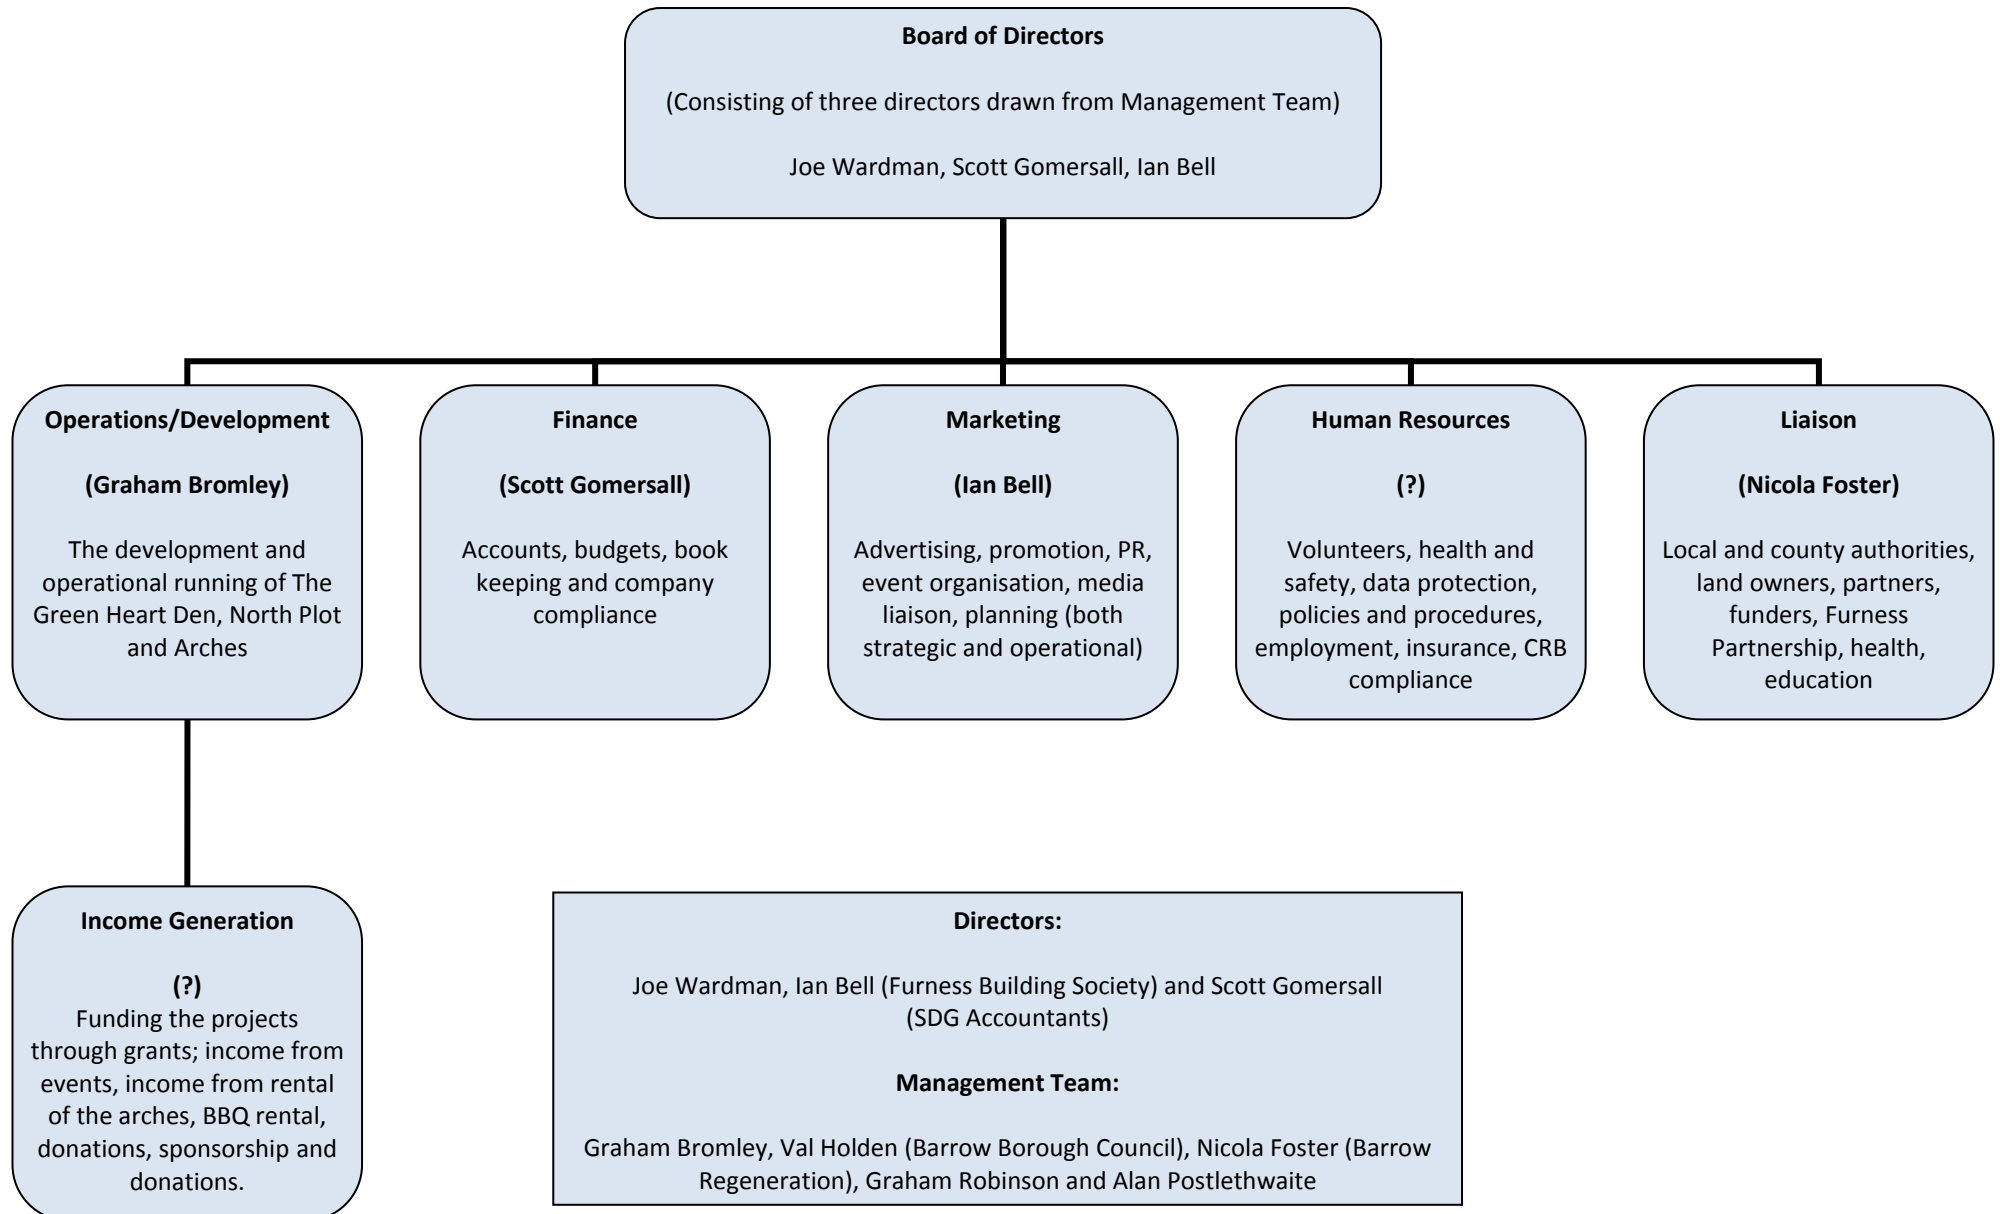 Board of Directors
(Consisting of three directors drawn from Management Team)
Joe Wardman, Scott Gomersall, Ian Bell
Operations/Development
(Graham Bromley)
The development and
operational running of The
Green Heart Den, North Plot
and Arches
Finance
(Scott Gomersall)
Accounts, budgets, book
keeping and company
compliance
Marketing
(Ian Bell)
Advertising, promotion, PR,
event organisation, media
liaison, planning (both
strategic and operational)
Human Resources
(?)
Volunteers, health and
safety, data protection,
policies and procedures,
employment, insurance, CRB
compliance
Liaison
(Nicola Foster)
Local and county authorities,
land owners, partners,
funders, Furness
Partnership, health,
education
Income Generation
(?)
Funding the projects
through grants; income from
events, income from rental
of the arches, BBQ rental,
donations, sponsorship and
donations.
Directors:
Joe Wardman, Ian Bell (Furness Building Society) and Scott Gomersall
(SDG Accountants)
Management Team:
Graham Bromley, Val Holden (Barrow Borough Council), Nicola Foster (Barrow
Regeneration), Graham Robinson and Alan Postlethwaite